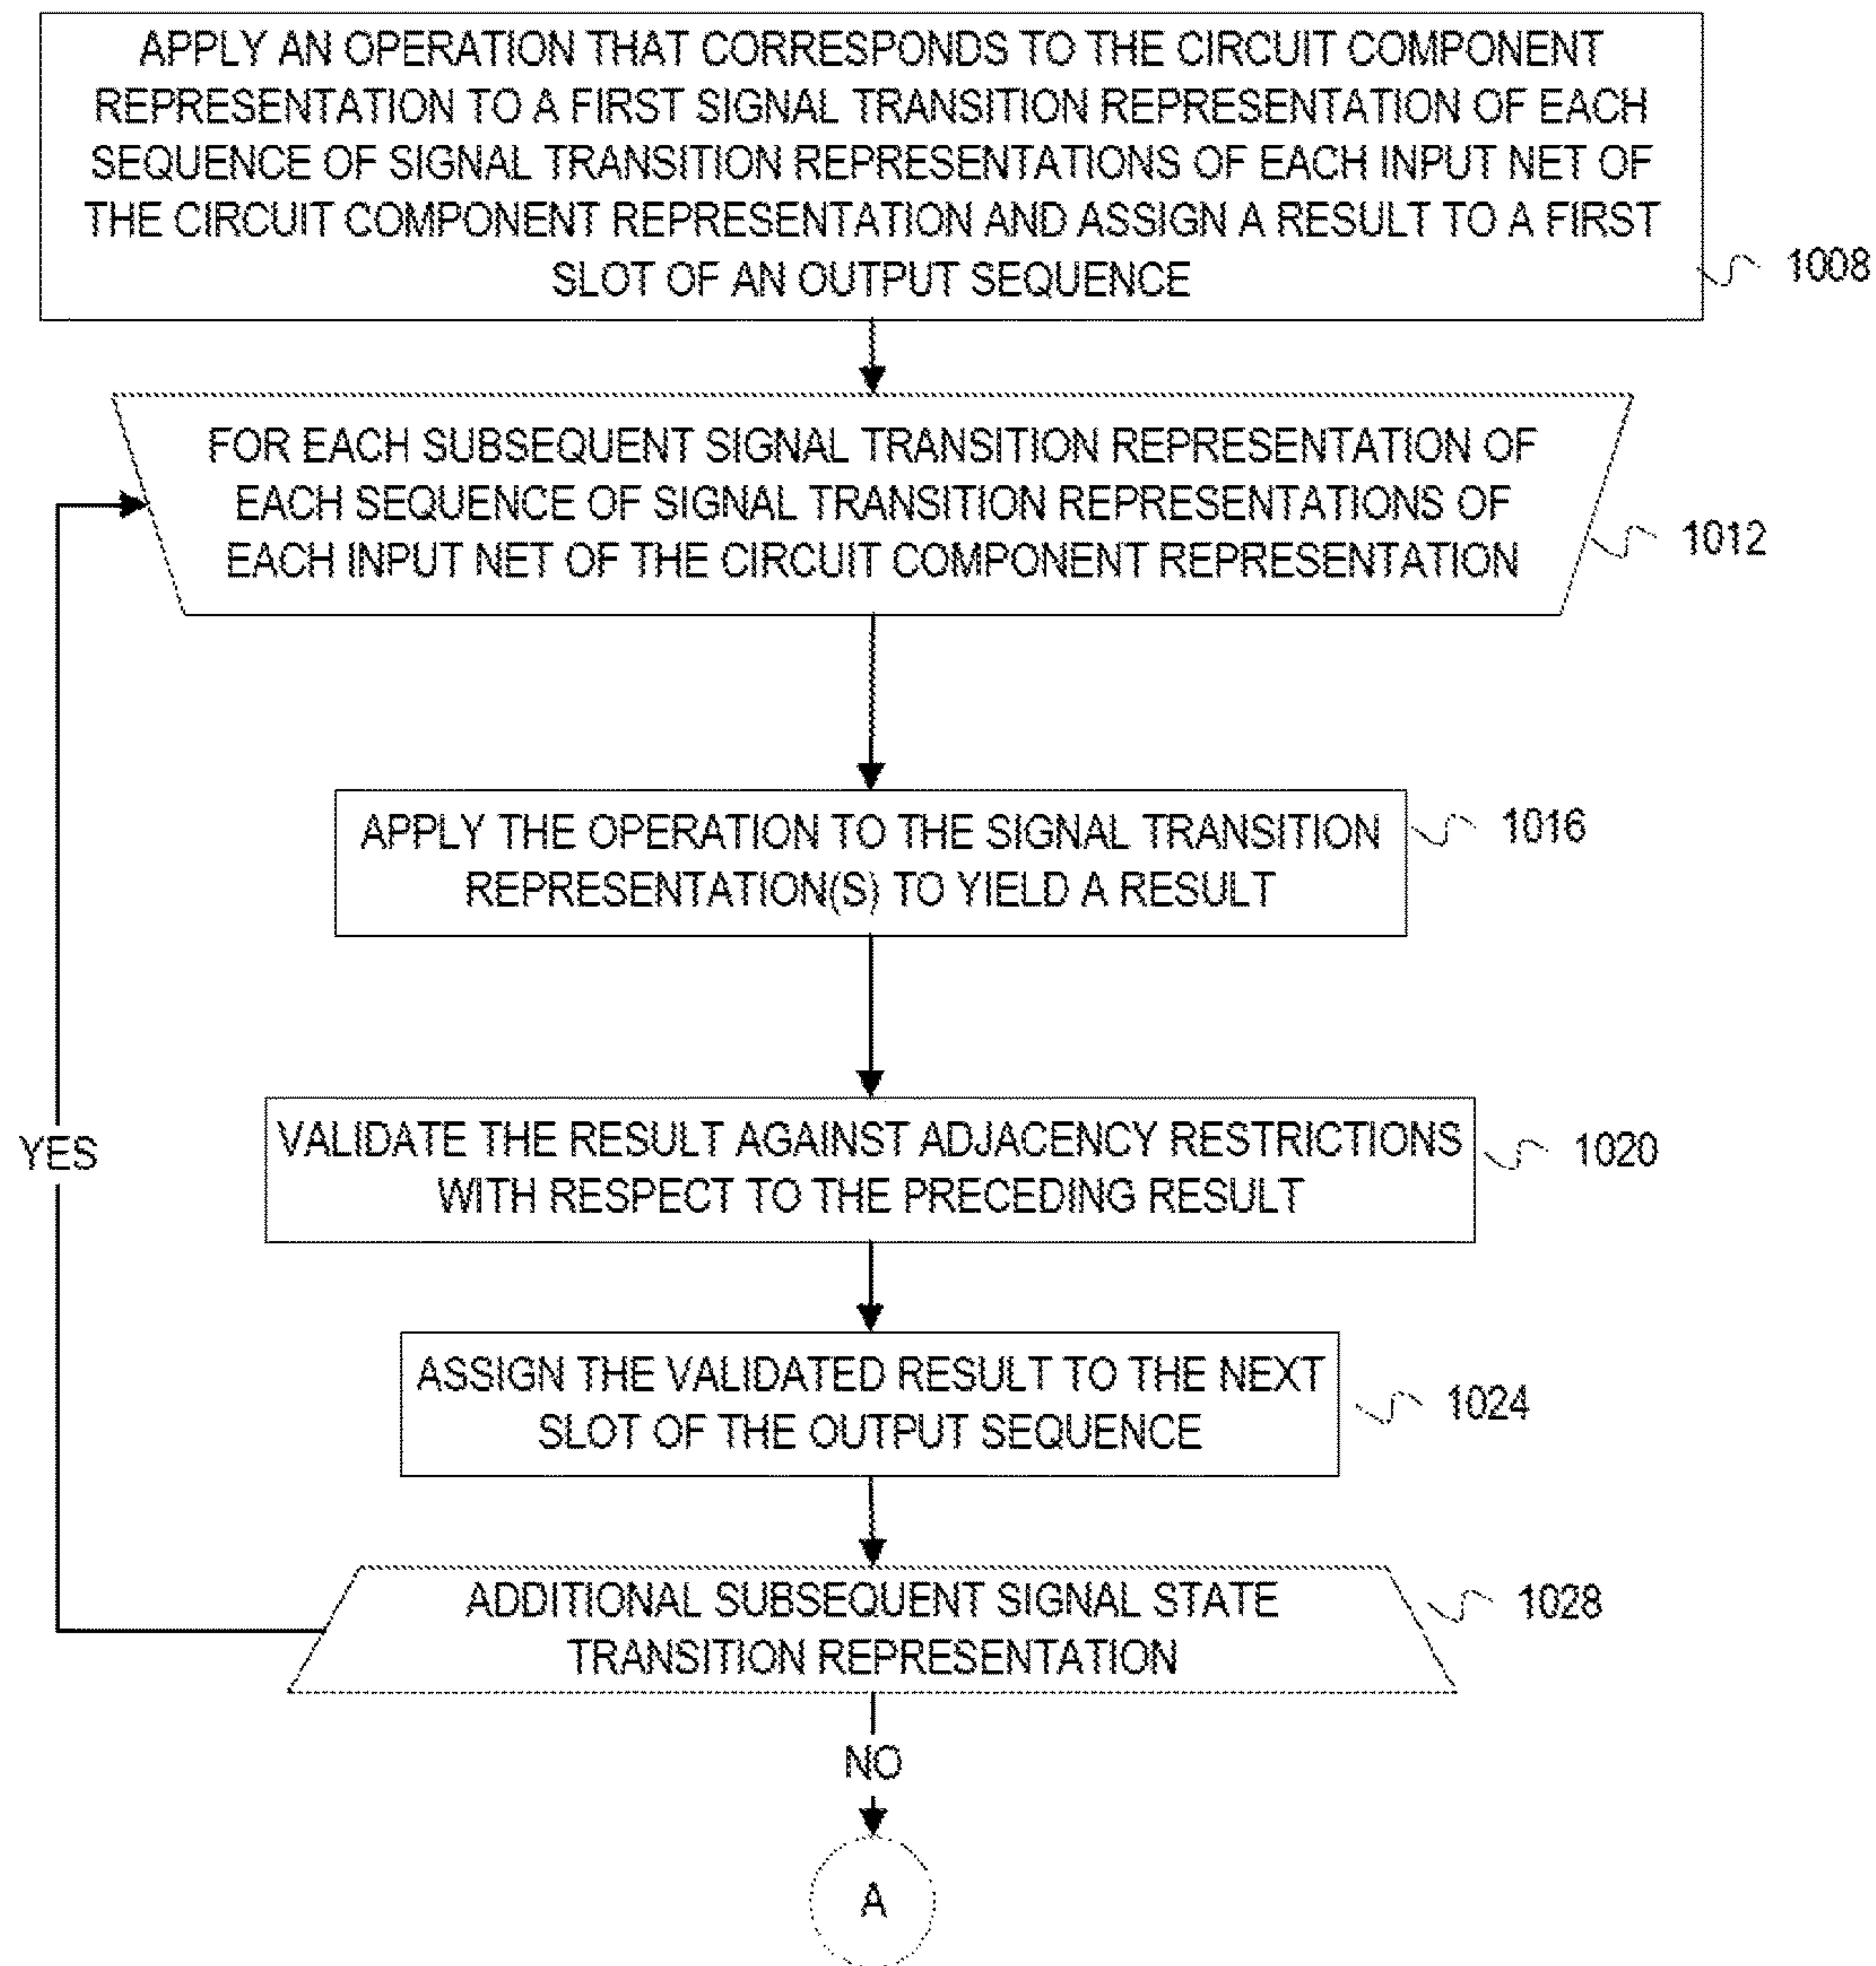 APPLY AN OPERATION THAT CORRESPONDS TO THE CIRCUIT COMPONENT
REPRESENTATION TO A FIRST SIGNAL TRANSITION REPRESENTATION OF EACH
SEQUENCE OF SIGNAL TRANSITION REPRESENTATIONS OF EACH INPUT NET OF
THE CIRCUIT COMPONENT REPRESENTATION AND ASSIGN A RESULT TO A FIRST
SLOT OF AN OUTPUT SEQUENCE
1008
FOR EACH SUBSEQUENT SIGNAL TRANSITION REPRESENTATION OF
EACH SEQUENCE OF SIGNAL TRANSITION REPRESENTATIONS OF
EACH INPUT NET OF THE CIRCUIT COMPONENT REPRESENTATION
1012
APPLY THE OPERATION TO THE SIGNAL TRANSITION
REPRESENTATION(S) TO YIELD A RESULT
1016
VALIDATE THE RESULT AGAINST ADJACENCY RESTRICTIONS
WITH RESPECT TO THE PRECEDING RESULT
1020
YES
ASSIGN THE VALIDATED RESULT TO THE NEXT
SLOT OF THE OUTPUT SEQUENCE
1024
ADDITIONAL SUBSEQUENT SIGNAL STATE
TRANSITION REPRESENTATION
1028
NO
A